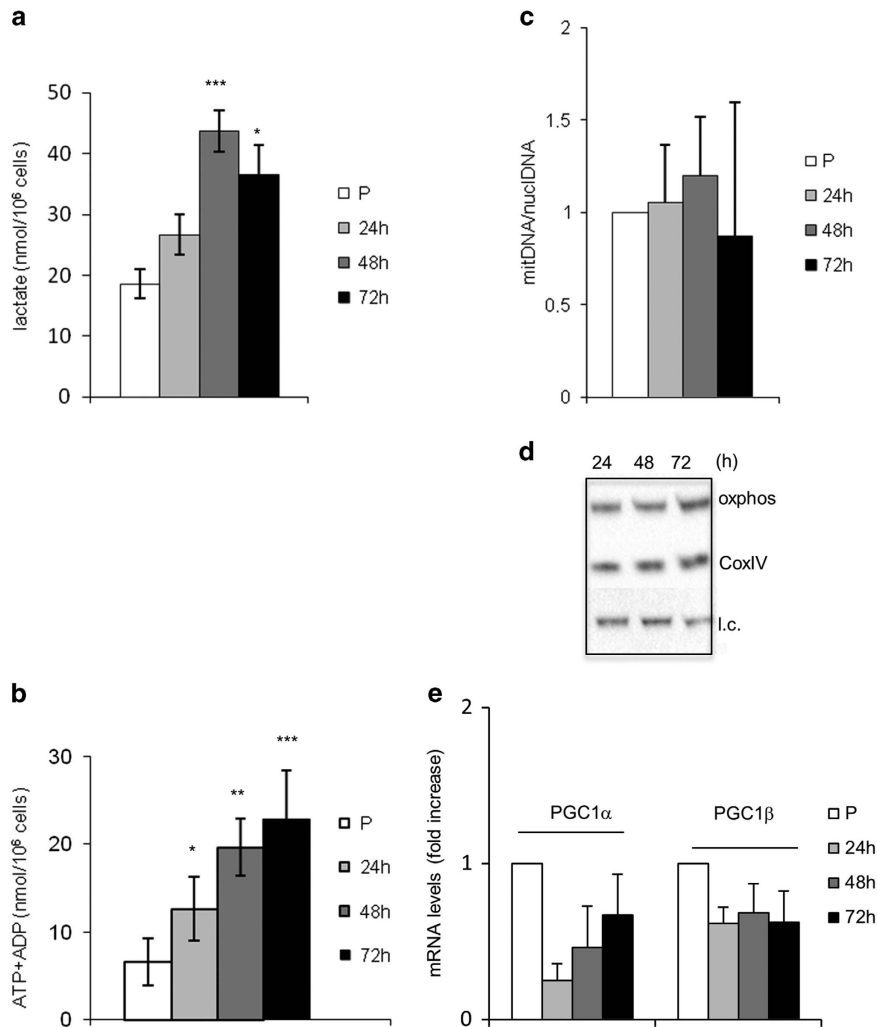 a
lactate (nmol/10⁶ cells)
50
40
30
20
10
0
***
*
P
24h
48h
72h
c
mitDNA/nuclDNA
2
1.5
1
0.5
0
P
24h
48h
72h
d
24 48 72 (h)
oxphos
CoxIV
l.c.
b
ATP+ADP (nmol/10⁶ cells)
30
20
10
0
*
**
***
P
24h
48h
72h
e
mRNA levels (fold increase)
2
1
0
PGC1α
PGC1β
P
24h
48h
72h